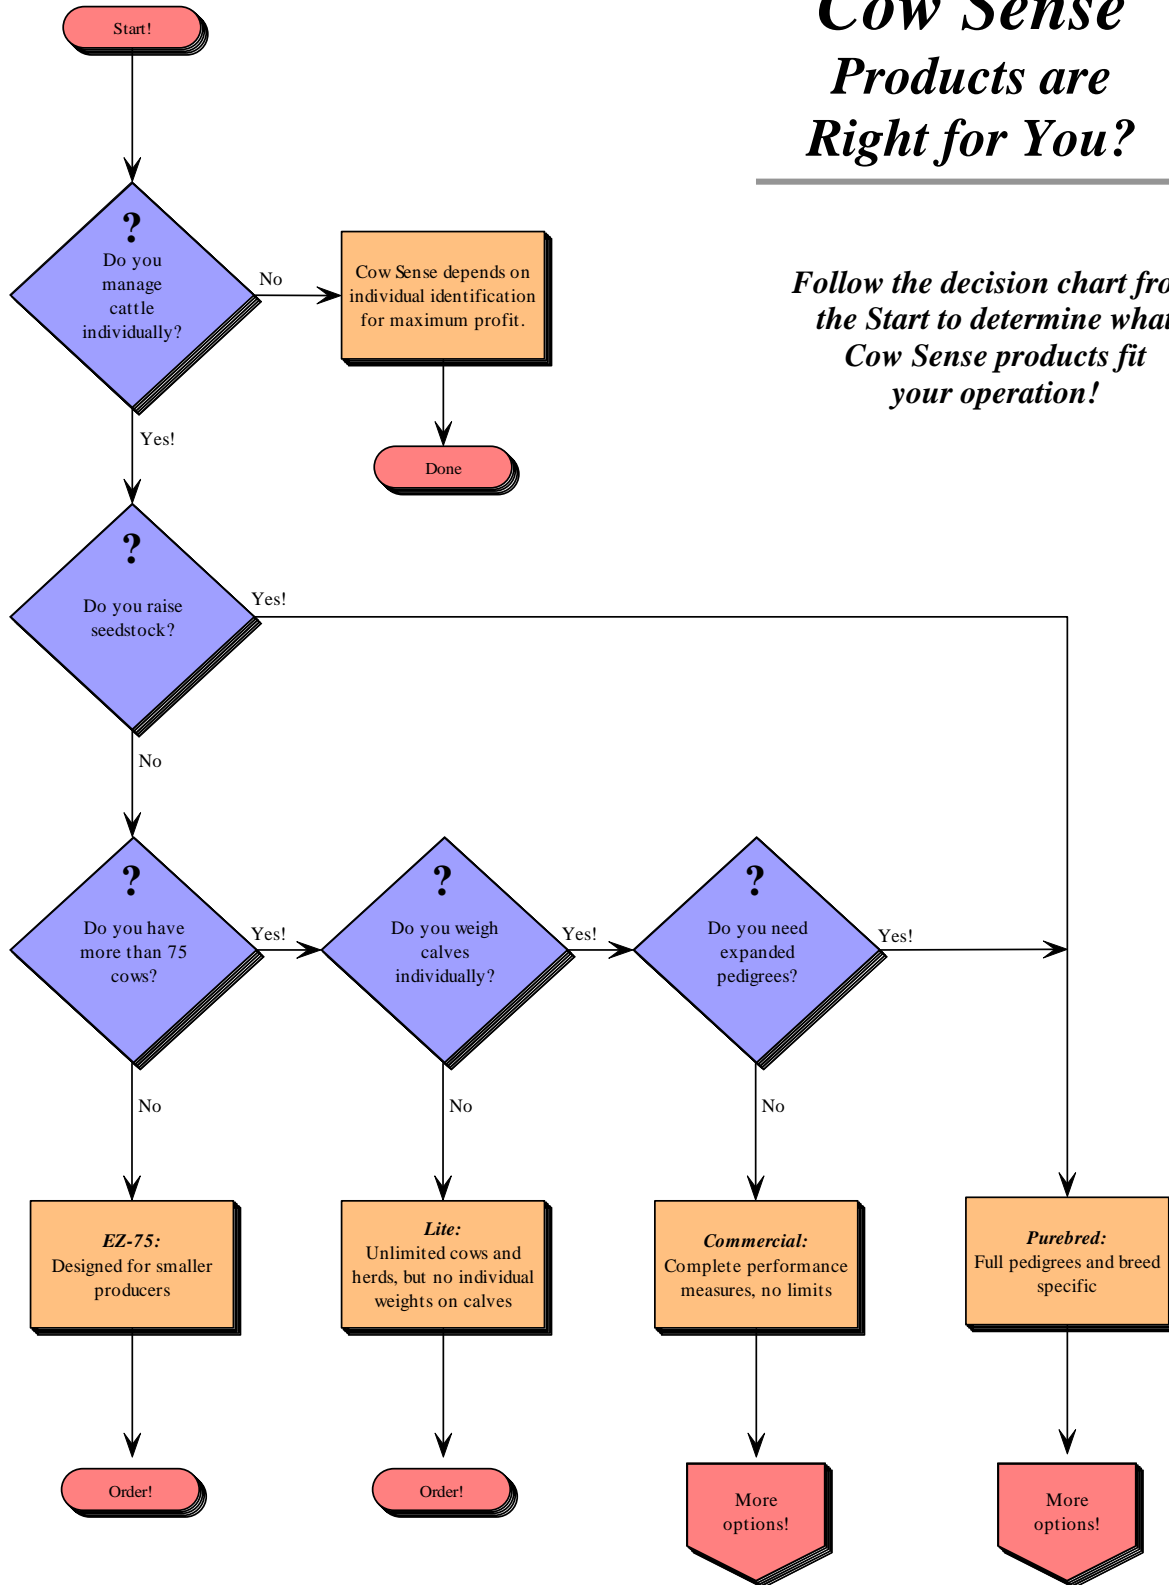 Start!
Cow Sense
Products are
Right for You?
?
Do you
manage
cattle
individually?
No
Cow Sense depends on
individual identification
for maximum profit.
Follow the decision chart fro
the Start to determine what
Cow Sense products fit
your operation!
Yes!
Done
?
Do you raise
seedstock?
Yes!
No
?
Do you have
more than 75
cows?
Yes!
?
Do you weigh
calves
individually?
Yes!
?
Do you need
expanded
pedigrees?
Yes!
No
No
No
EZ-75:
Designed for smaller
producers
Lite:
Unlimited cows and
herds, but no individual
weights on calves
Commercial:
Complete performance
measures, no limits
Purebred:
Full pedigrees and breed
specific
Order!
Order!
More
options!
More
options!